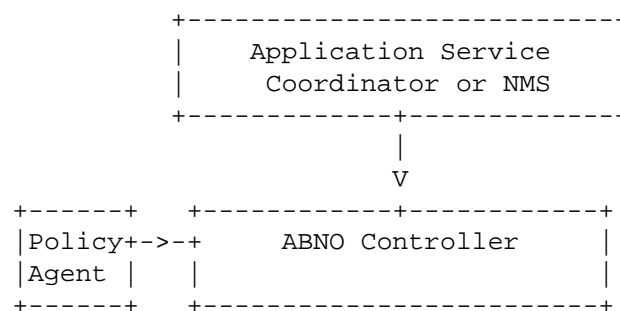 Application Service
Coordinator or NMS
V
Policy
Agent
ABNO Controller